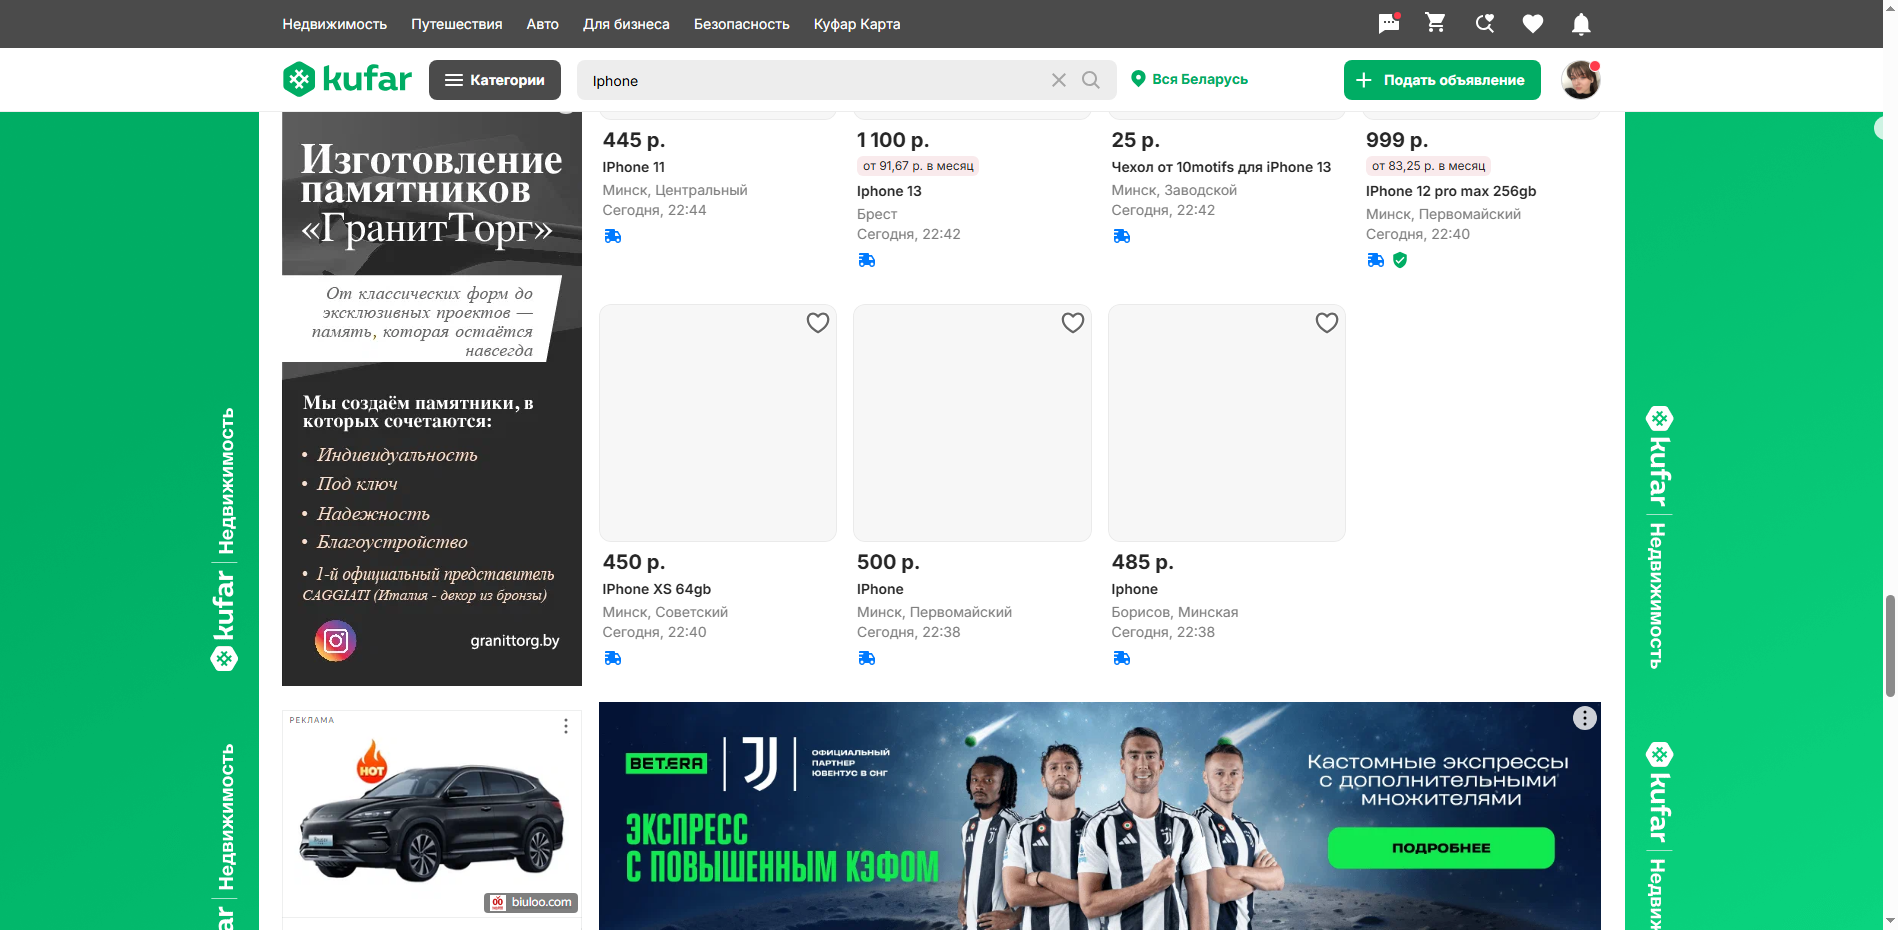 Недвижимость
Путешествия
Авто
Для бизнеса
Безопасность
Куфар Карта
kufar
Категории
Iphone
Вся Беларусь
Подать объявление
Изготовление
памятников
«ГранитТорг»
От классических форм до
эксклюзивных проектов —
память, которая остаётся
навсегда
Мы создаём памятники, в
которых сочетаются:
• Индивидуальность
• Под ключ
• Надежность
• Благоустройство
• 1-й официальный представитель
CAGGIATI (Италия - декор из бронзы)
granittorg.by
445 р.
IPhone 11
Минск, Центральный
Сегодня, 22:44
1 100 р.
от 91,67 р. в месяц
Iphone 13
Брест
Сегодня, 22:42
25 р.
Чехол от 10motifs для iPhone 13
Минск, Заводской
Сегодня, 22:42
999 р.
от 83,25 р. в месяц
IPhone 12 pro max 256gb
Минск, Первомайский
Сегодня, 22:40
450 р.
IPhone XS 64gb
Минск, Советский
Сегодня, 22:40
500 р.
IPhone
Минск, Первомайский
Сегодня, 22:38
485 р.
Iphone
Борисов, Минская
Сегодня, 22:38
РЕКЛАМА
HOT
biuloo.com
BETERA
ОФИЦИАЛЬНЫЙ
ПАРТНЕР
ЮВЕНТУС В СНГ
ЭКСПРЕСС
С ПОВЫШЕННЫМ КЭФОМ
Кастомные экспрессы
с дополнительными
множителями
ПОДРОБНЕЕ
kufar | Недвижимость
ar | Недвижимость
kufar | Недвижимость
kufar | Недвиж